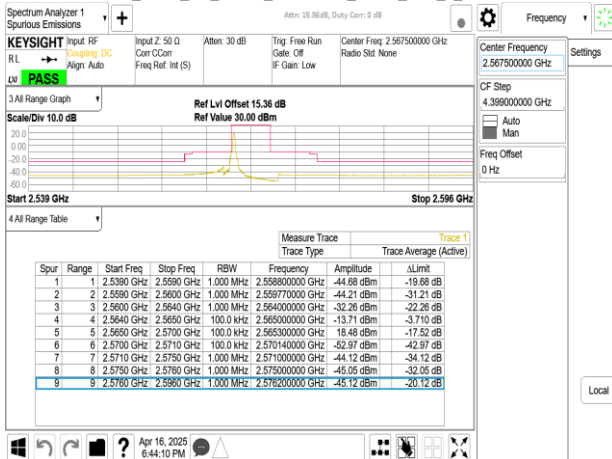 Spectrum Analyzer 1
Spurious Emissions
Attn: 15.36dB, Duty Corr: 0 dB
Frequency
KEYSIGHT
RL
LXI
PASS
Input: RF
Coupling: DC
Align: Auto
Input Z: 50 Ω
Corr CCorr
Freq Ref: Int (S)
Atten: 30 dB
Trig: Free Run
Gate: Off
IF Gain: Low
Center Freq: 2.567500000 GHz
Radio Std: None
Center Frequency
2.567500000 GHz
Settings
CF Step
4.399000000 GHz
Auto
Man
Freq Offset
0 Hz
Local
3 All Range Graph
Scale/Div 10.0 dB
Ref Lvl Offset 15.36 dB
Ref Value 30.00 dBm
20.0
0.00
-20.0
-40.0
-60.0
Start 2.539 GHz
Stop 2.596 GHz
4 All Range Table
Measure Trace Trace 1
Trace Type Trace Average (Active)
Spur Range Start Freq Stop Freq RBW Frequency Amplitude ΔLimit
1 1 2.5390 GHz 2.5590 GHz 1.000 MHz 2.558800000 GHz -44.68 dBm -19.68 dB
2 2 2.5590 GHz 2.5600 GHz 1.000 MHz 2.559770000 GHz -44.21 dBm -31.21 dB
3 3 2.5600 GHz 2.5640 GHz 1.000 MHz 2.564000000 GHz -32.26 dBm -22.26 dB
4 4 2.5640 GHz 2.5650 GHz 100.0 kHz 2.565000000 GHz -13.71 dBm -3.710 dB
5 5 2.5650 GHz 2.5700 GHz 100.0 kHz 2.565300000 GHz 18.48 dBm -17.52 dB
6 6 2.5700 GHz 2.5710 GHz 100.0 kHz 2.570140000 GHz -52.97 dBm -42.97 dB
7 7 2.5710 GHz 2.5750 GHz 1.000 MHz 2.571000000 GHz -44.12 dBm -34.12 dB
8 8 2.5750 GHz 2.5760 GHz 1.000 MHz 2.575000000 GHz -45.05 dBm -32.05 dB
9 9 2.5760 GHz 2.5960 GHz 1.000 MHz 2.576200000 GHz -45.12 dBm -20.12 dB
Apr 16, 2025
6:44:10 PM